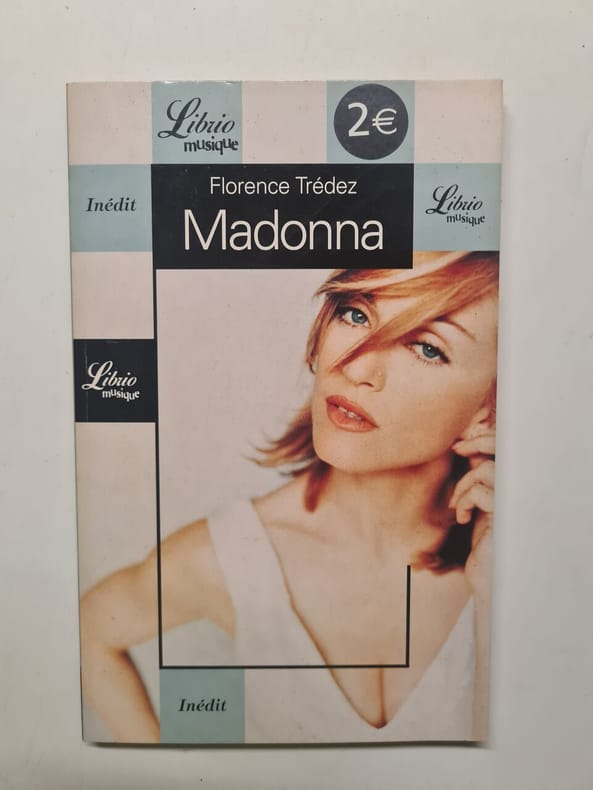 Librio
musique
2€
Inédit
Florence Trédez
Madonna
Librio
musique
Librio
musique
Inédit